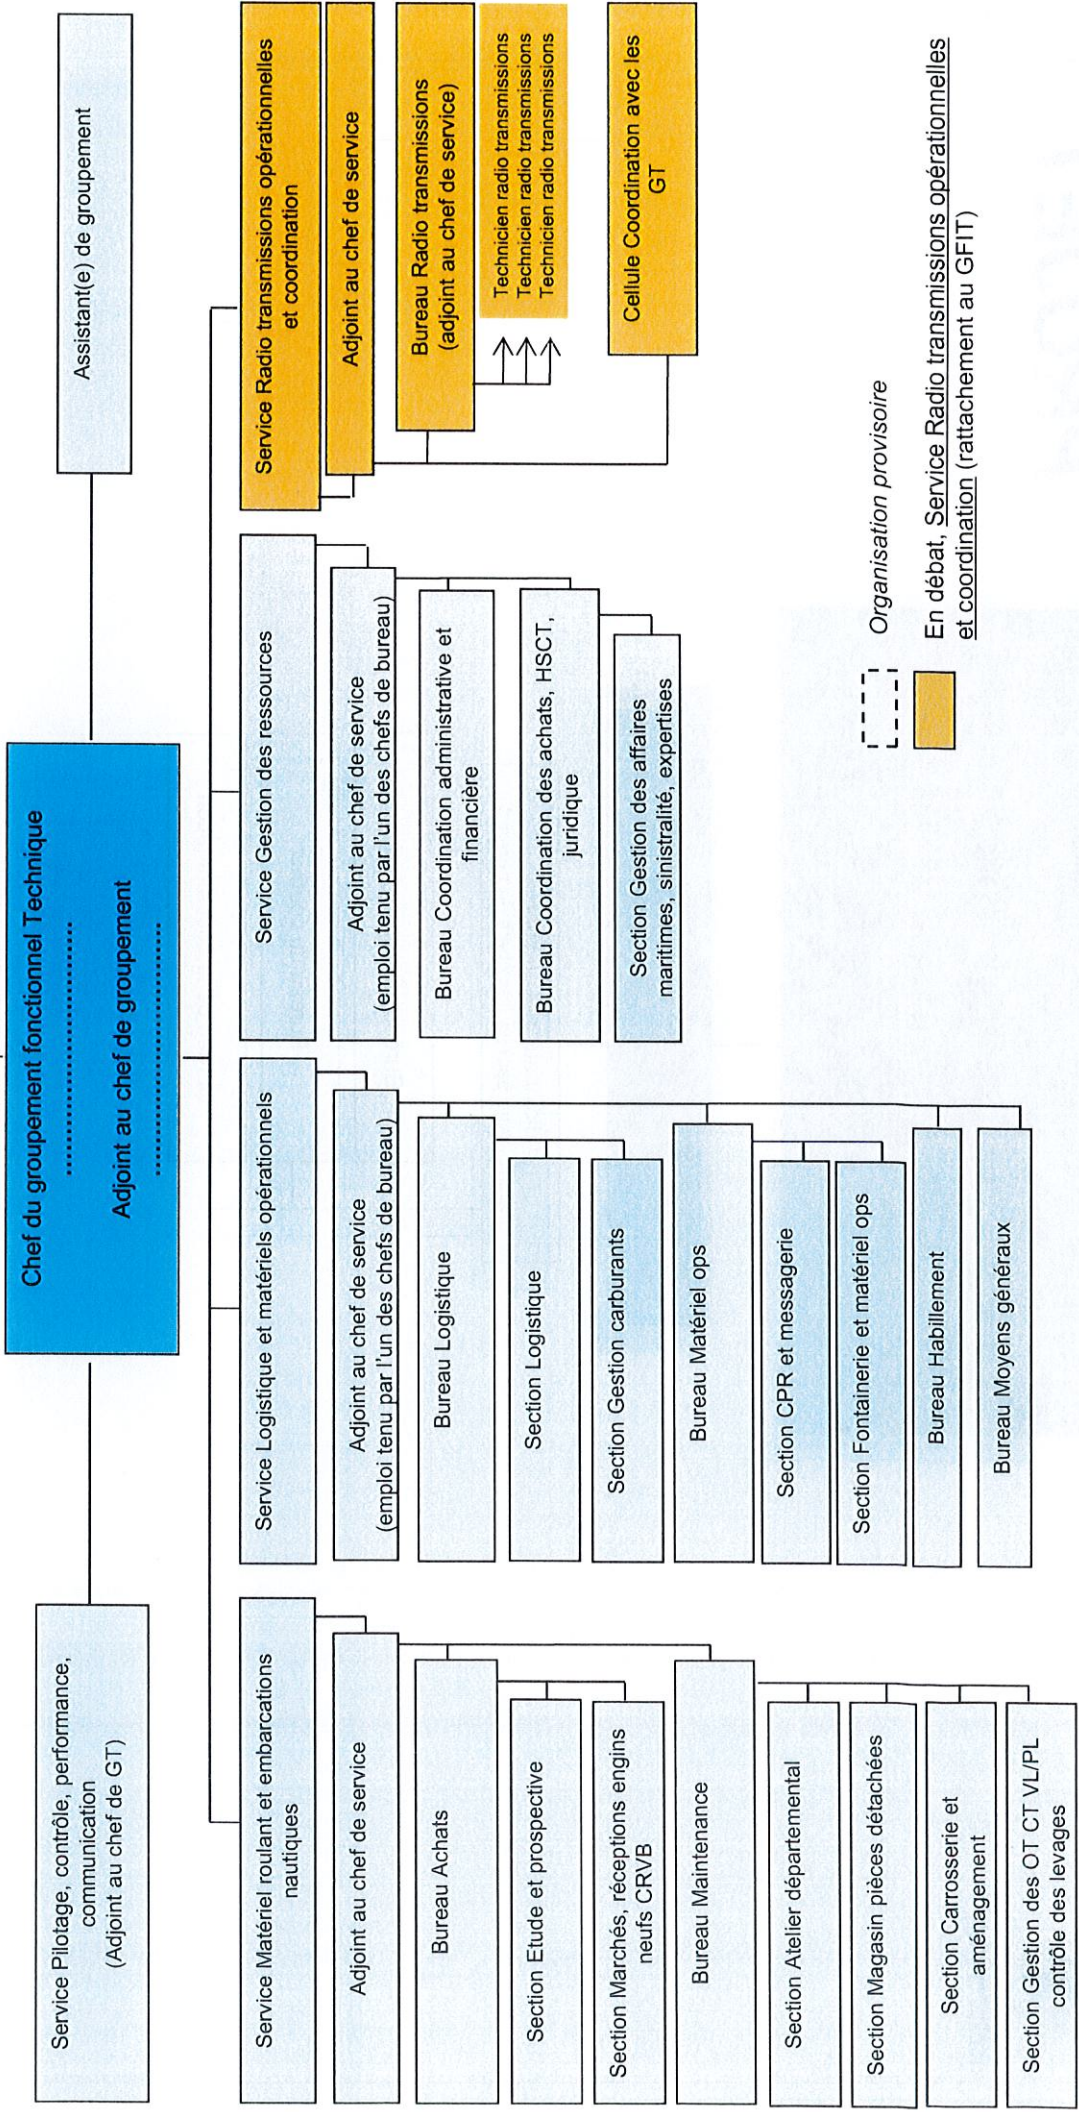 Chef du groupement fonctionnel Technique
................................
Adjoint au chef de groupement
................................
Service Pilotage, contrôle, performance,
communication
(Adjoint au chef de GT)
Assistant(e) de groupement
Service Matériel roulant et embarcations
nautiques
Adjoint au chef de service
Bureau Achats
Section Etude et prospective
Section Marchés, réceptions engins
neufs CRVB
Bureau Maintenance
Section Atelier départemental
Section Magasin pièces détachées
Section Carrosserie et
aménagement
Section Gestion des OT CT VL/PL
contrôle des levages
Service Logistique et matériels opérationnels
Adjoint au chef de service
(emploi tenu par l'un des chefs de bureau)
Bureau Logistique
Section Logistique
Section Gestion carburants
Bureau Matériel ops
Section CPR et messagerie
Section Fontainerie et matériel ops
Bureau Habillement
Bureau Moyens généraux
Service Gestion des ressources
Adjoint au chef de service
(emploi tenu par l'un des chefs de bureau)
Bureau Coordination administrative et
financière
Bureau Coordination des achats, HSCT,
juridique
Section Gestion des affaires
maritimes, sinistralité, expertises
Service Radio transmissions opérationnelles
et coordination
Adjoint au chef de service
Bureau Radio transmissions
(adjoint au chef de service)
Technicien radio transmissions
Technicien radio transmissions
Technicien radio transmissions
Cellule Coordination avec les
GT
Organisation provisoire
En débat, Service Radio transmissions opérationnelles
et coordination (rattachement au GFIT)